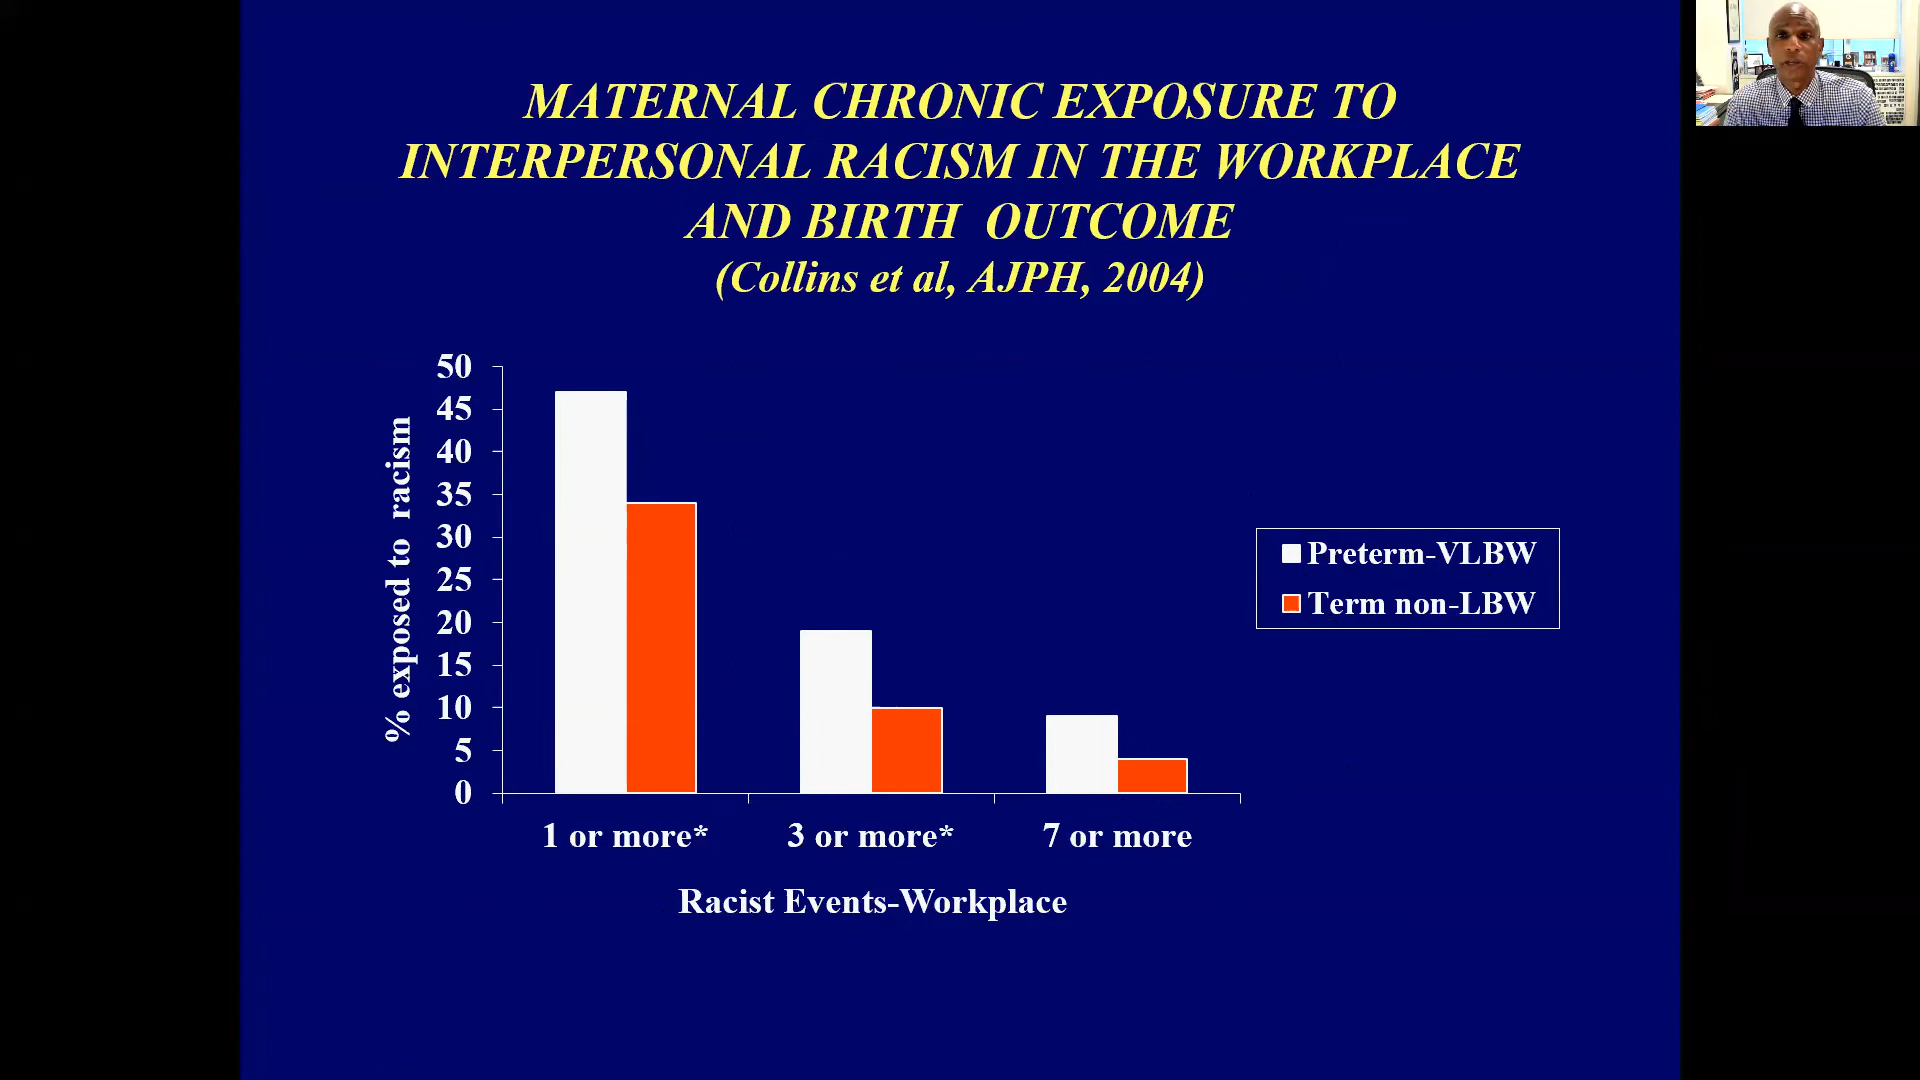 MATERNAL CHRONIC EXPOSURE TO
INTERPERSONAL RACISM IN THE WORKPLACE
AND BIRTH OUTCOME
(Collins et al, AJPH, 2004)
% exposed to racism
50
45
40
35
30
25
20
15
10
5
0
1 or more*
3 or more*
7 or more
Racist Events-Workplace
Preterm-VLBW
Term non-LBW